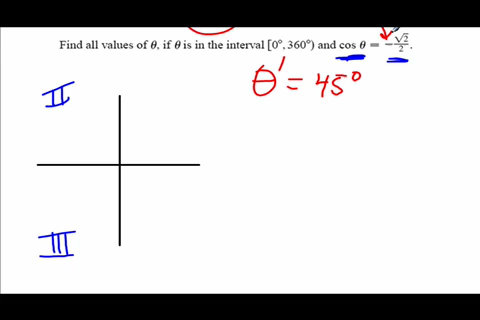 Find all values of θ, if θ is in the interval [0°, 360°) and cos θ = −√2/2.
θ' = 45°
II
III